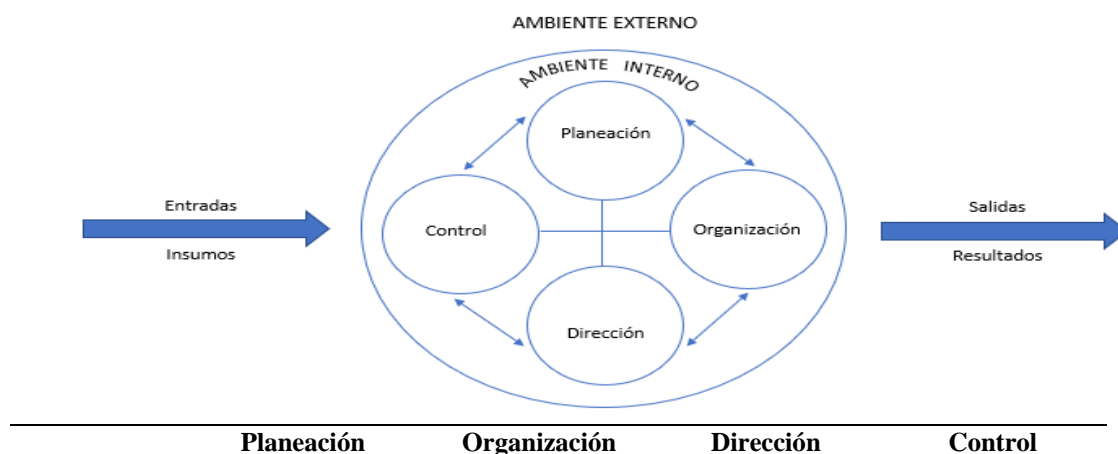 AMBIENTE EXTERNO
AMBIENTE INTERNO
Planeación
Entradas
Insumos
Control
Organización
Salidas
Resultados
Dirección
Planeación Organización Dirección Control